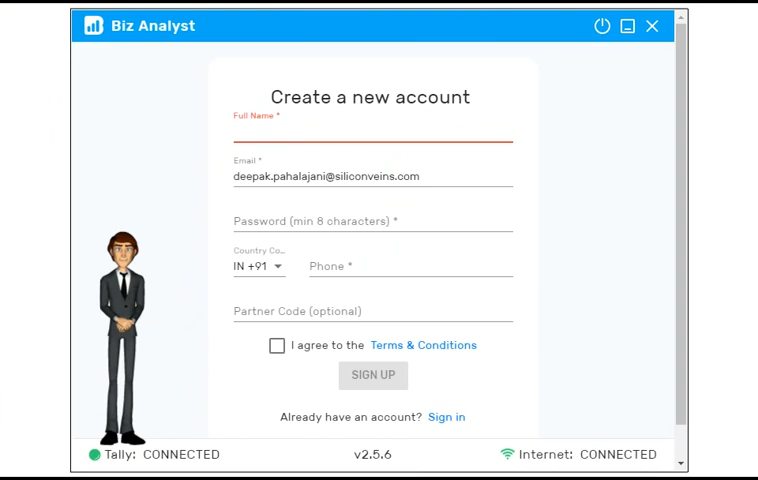 Biz Analyst
Create a new account
Full Name *
Email *
deepak.pahalajani@siliconveins.com
Password (min 8 characters) *
Country Co...
IN +91 Phone *
Partner Code (optional)
I agree to the Terms & Conditions
SIGN UP
Already have an account? Sign in
Tally: CONNECTED v2.5.6 Internet: CONNECTED